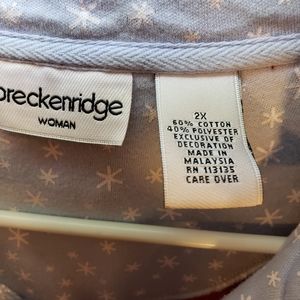 breckenridge
WOMAN
2X
60% COTTON
40% POLYESTER
EXCLUSIVE OF
DECORATION
MADE IN
MALAYSIA
RN 113135
CARE OVER